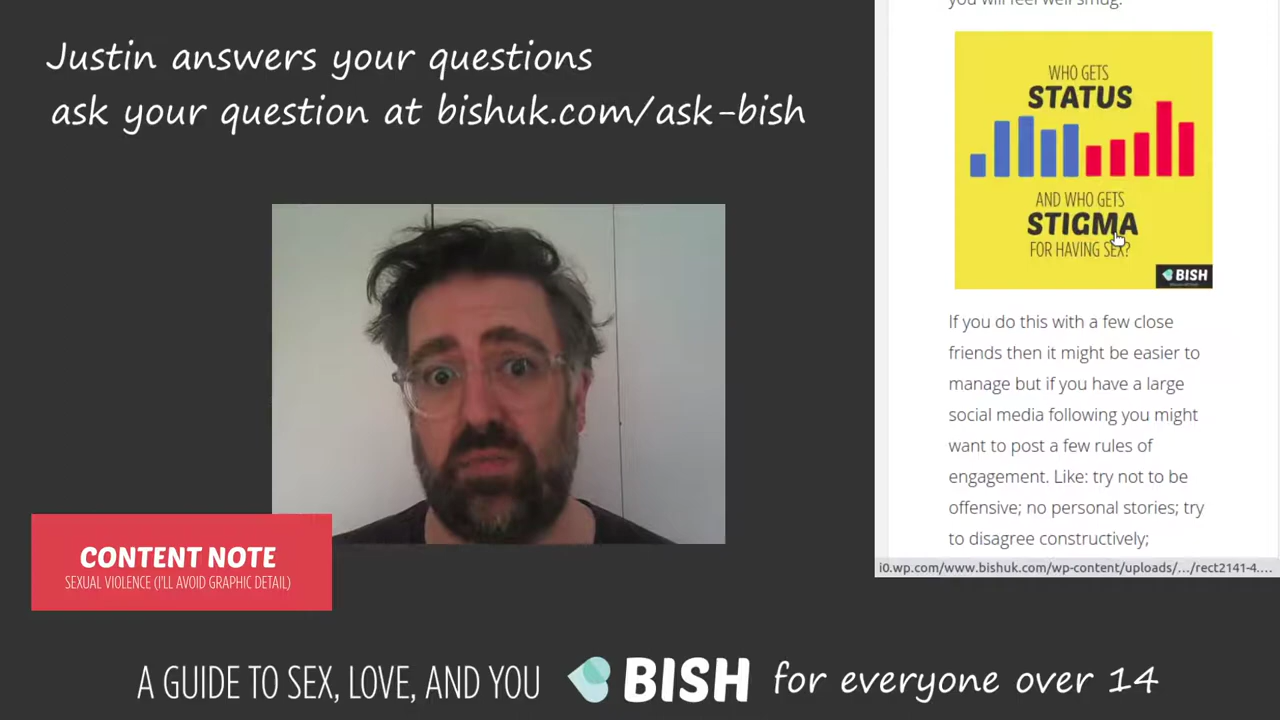 Justin answers your questions
ask your question at bishuk.com/ask-bish
CONTENT NOTE
SEXUAL VIOLENCE (I'LL AVOID GRAPHIC DETAIL)
A GUIDE TO SEX, LOVE, AND YOU BISH for everyone over 14
you will feel well smug.
WHO GETS
STATUS
AND WHO GETS
STIGMA
FOR HAVING SEX?
BISH
If you do this with a few close
friends then it might be easier to
manage but if you have a large
social media following you might
want to post a few rules of
engagement. Like: try not to be
offensive; no personal stories; try
to disagree constructively;
i0.wp.com/www.bishuk.com/wp-content/uploads/…/rect2141-4.…